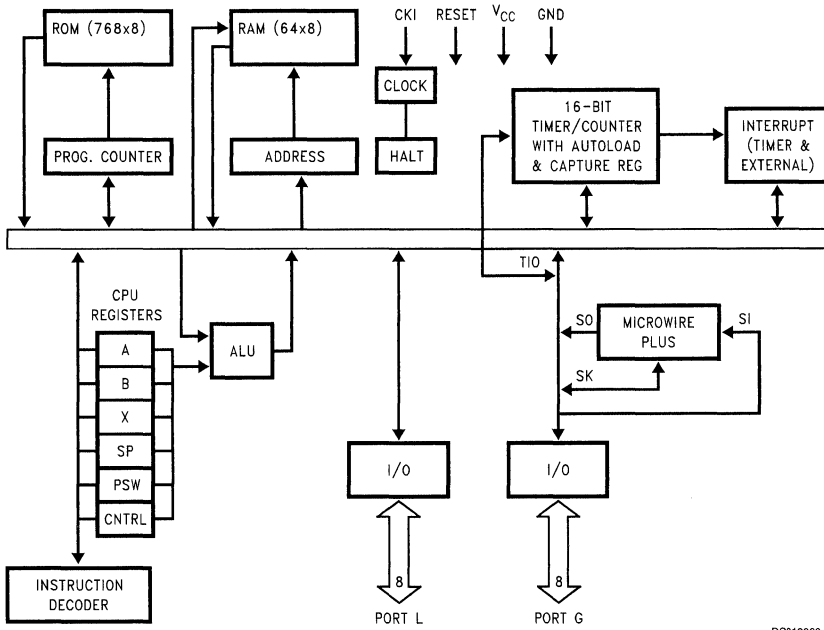 ROM (768x8)
RAM (64x8)
CKI
RESET
VCC
GND
CLOCK
16-BIT
TIMER/COUNTER
WITH AUTOLOAD
& CAPTURE REG
INTERRUPT
(TIMER &
EXTERNAL)
PROG. COUNTER
ADDRESS
HALT
TIO
CPU
REGISTERS
A
B
X
SP
PSW
CNTRL
ALU
SO
MICROWIRE
PLUS
SI
SK
I/O
I/O
INSTRUCTION
DECODER
8
8
PORT L
PORT G